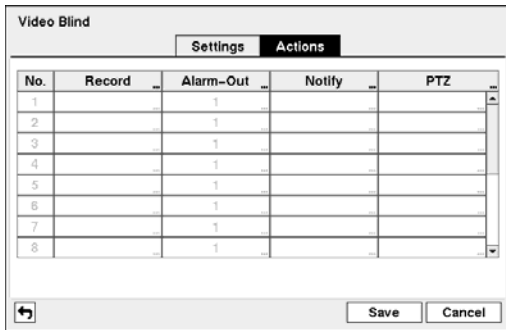 Video Blind
Settings Actions
No. Record ... Alarm-Out ... Notify ... PTZ ...
1 ... 1 ... ... ...
2 ... 1 ... ... ...
3 ... 1 ... ... ...
4 ... 1 ... ... ...
5 ... 1 ... ... ...
6 ... 1 ... ... ...
7 ... 1 ... ... ...
8 ... 1 ... ... ...
Save Cancel